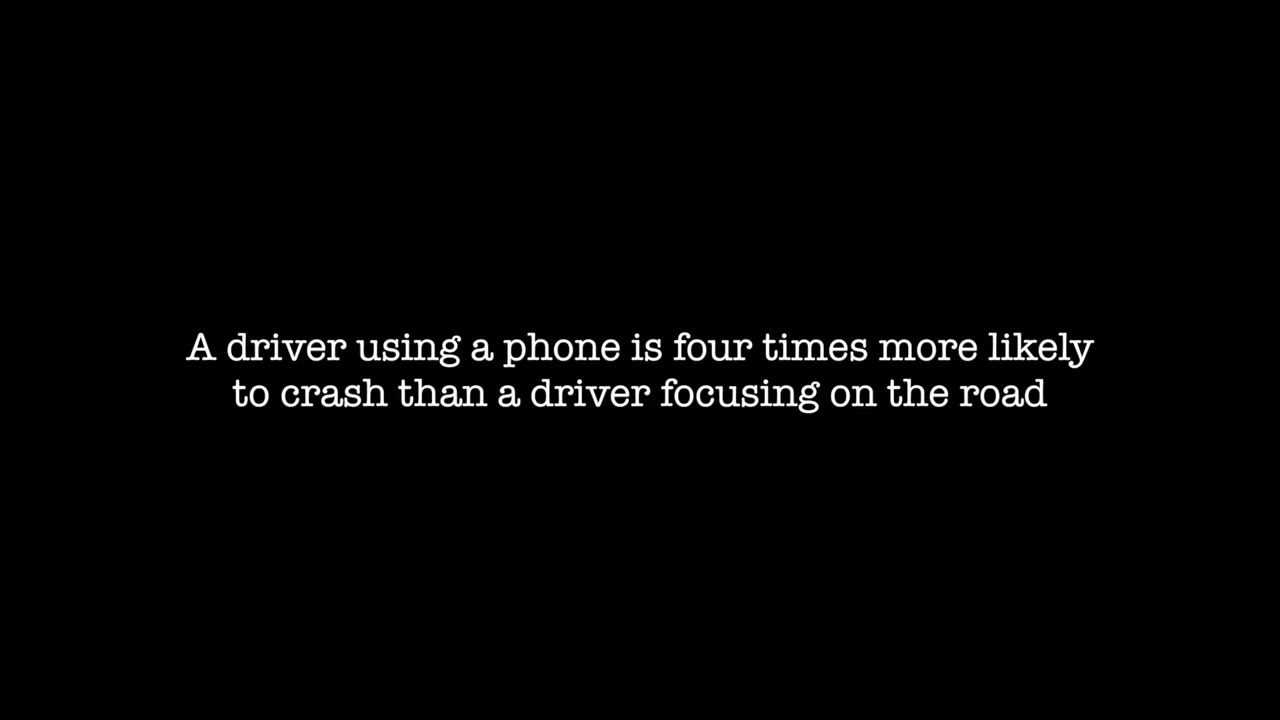 A driver using a phone is four times more likely
to crash than a driver focusing on the road